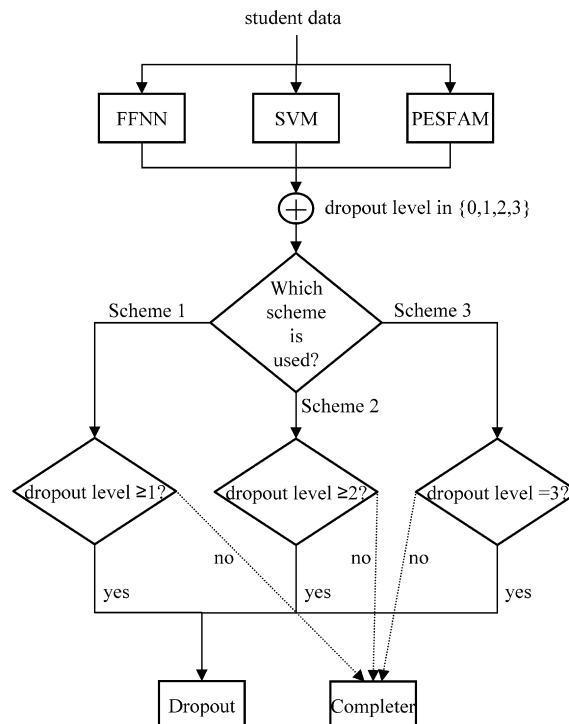 student data
FFNN
SVM
PESFAM
+
dropout level in {0,1,2,3}
Which
scheme
is
used?
Scheme 1
Scheme 3
Scheme 2
dropout level ≥1?
dropout level ≥2?
dropout level =3?
no
no
no
yes
yes
yes
Dropout
Completer